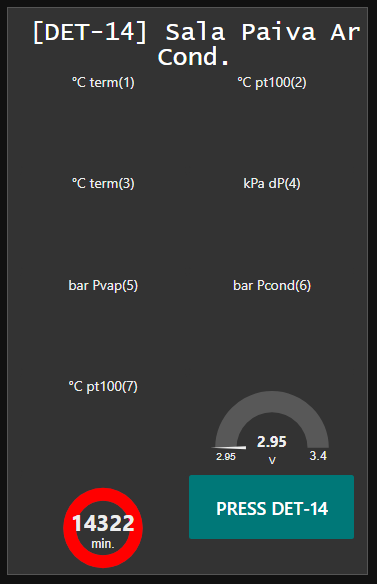 [DET-14] Sala Paiva Ar
Cond.
°C term(1) °C pt100(2)
°C term(3) kPa dP(4)
bar Pvap(5) bar Pcond(6)
°C pt100(7)
2.95
2.95 3.4
V
PRESS DET-14
14322
min.